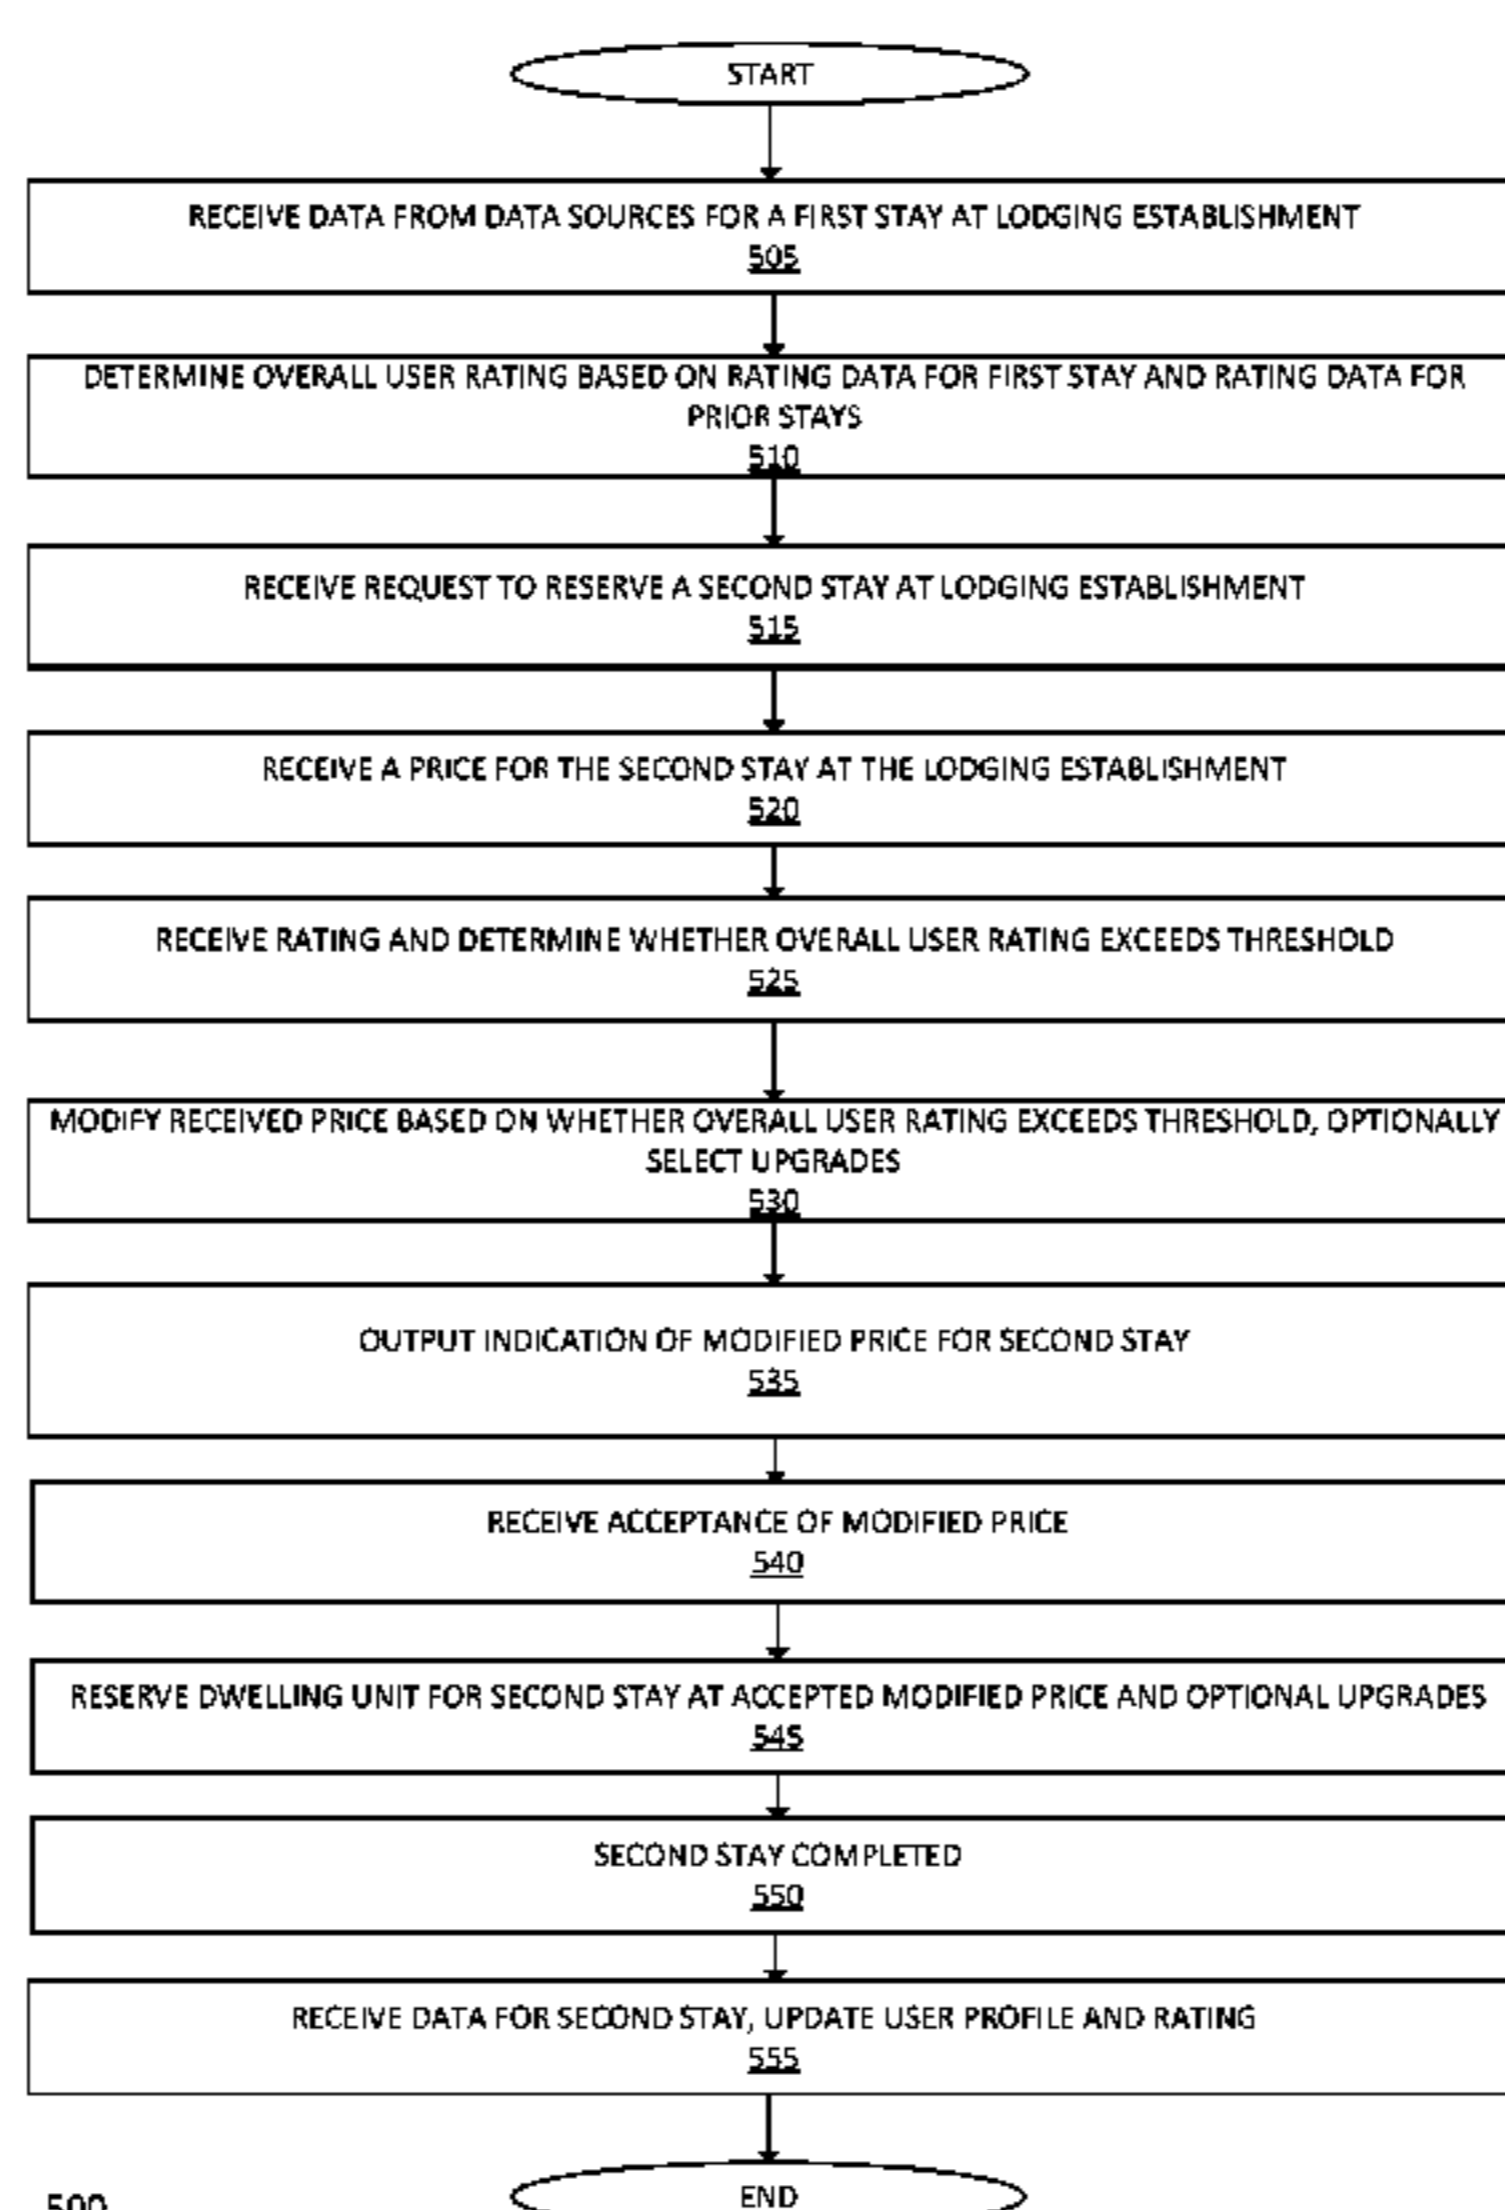 START
RECEIVE DATA FROM DATA SOURCES FOR A FIRST STAY AT LODGING ESTABLISHMENT
505
DETERMINE OVERALL USER RATING BASED ON RATING DATA FOR FIRST STAY AND RATING DATA FOR
PRIOR STAYS
510
RECEIVE REQUEST TO RESERVE A SECOND STAY AT LODGING ESTABLISHMENT
515
RECEIVE A PRICE FOR THE SECOND STAY AT THE LODGING ESTABLISHMENT
520
RECEIVE RATING AND DETERMINE WHETHER OVERALL USER RATING EXCEEDS THRESHOLD
525
MODIFY RECEIVED PRICE BASED ON WHETHER OVERALL USER RATING EXCEEDS THRESHOLD, OPTIONALLY
SELECT UPGRADES
530
OUTPUT INDICATION OF MODIFIED PRICE FOR SECOND STAY
535
RECEIVE ACCEPTANCE OF MODIFIED PRICE
540
RESERVE DWELLING UNIT FOR SECOND STAY AT ACCEPTED MODIFIED PRICE AND OPTIONAL UPGRADES
545
SECOND STAY COMPLETED
550
RECEIVE DATA FOR SECOND STAY, UPDATE USER PROFILE AND RATING
555
END
500